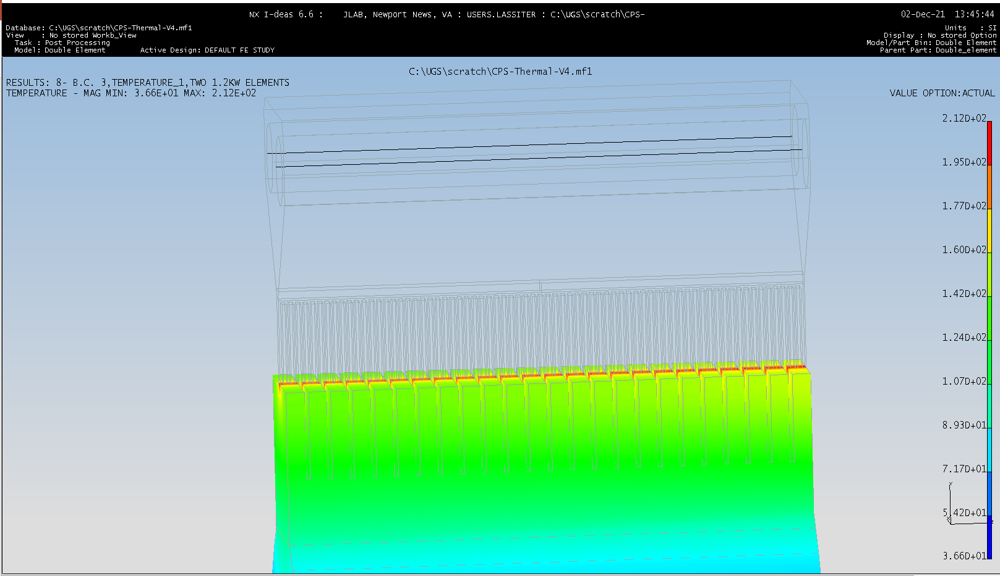 NX I-deas 6.6 : JLAB, Newport News, VA : USERS.LASSITER : C:\UGS\scratch\CPS-
02-Dec-21 13:45:44
Database: C:\UGS\scratch\CPS-Thermal-V4.mf1
Units : SI
View : No stored Workb_View
Display : No stored Option
Task : Post Processing
Model/Part Bin: Double Element
Model: Double Element Active Design: DEFAULT FE STUDY
Parent Part: Double_element
C:\UGS\scratch\CPS-Thermal-V4.mf1
RESULTS: 8- B.C. 3,TEMPERATURE_1,TWO 1.2KW ELEMENTS
TEMPERATURE - MAG MIN: 3.66E+01 MAX: 2.12E+02
VALUE OPTION:ACTUAL
2.12D+02
1.95D+02
1.77D+02
1.60D+02
1.42D+02
1.24D+02
1.07D+02
8.93D+01
7.17D+01
Y
5.42D+01
3.66D+01